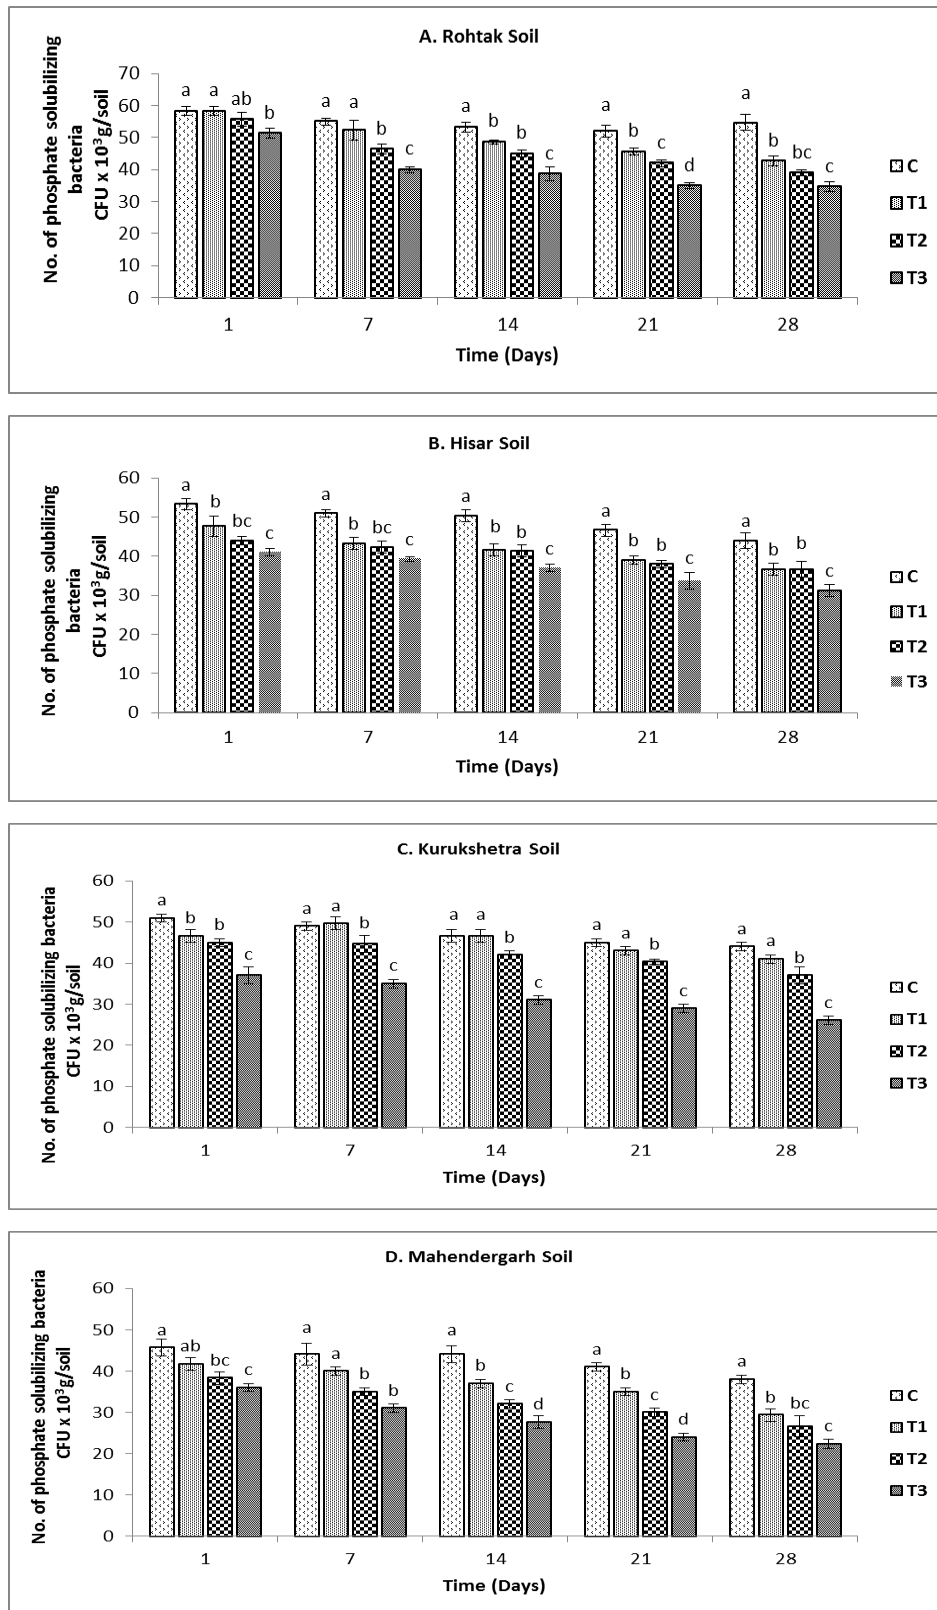 A. Rohtak Soil
No. of phosphate solubilizing
bacteria
CFU x 10³g/soil
70
60
50
40
30
20
10
0
a a ab b
a a b c
a b b c
a b c d
a b bc c
1 7 14 21 28
Time (Days)
C
T1
T2
T3
B. Hisar Soil
No. of phosphate solubilizing
bacteria
CFU x 10³g/soil
60
50
40
30
20
10
0
a b bc c
a b bc c
a b b c
a b b c
a b b c
1 7 14 21 28
Time (Days)
C
T1
T2
T3
C. Kurukshetra Soil
No. of phosphate solubilizing bacteria
CFU x 10³g/soil
60
50
40
30
20
10
0
a b b c
a a b c
a a b c
a a b c
a a b c
1 7 14 21 28
Time (Days)
C
T1
T2
T3
D. Mahendergarh Soil
No. of phosphate solubilizing bacteria
CFU x 10³g/soil
60
50
40
30
20
10
0
a ab bc c
a a b b
a b c d
a b c d
a b bc c
1 7 14 21 28
Time (Days)
C
T1
T2
T3